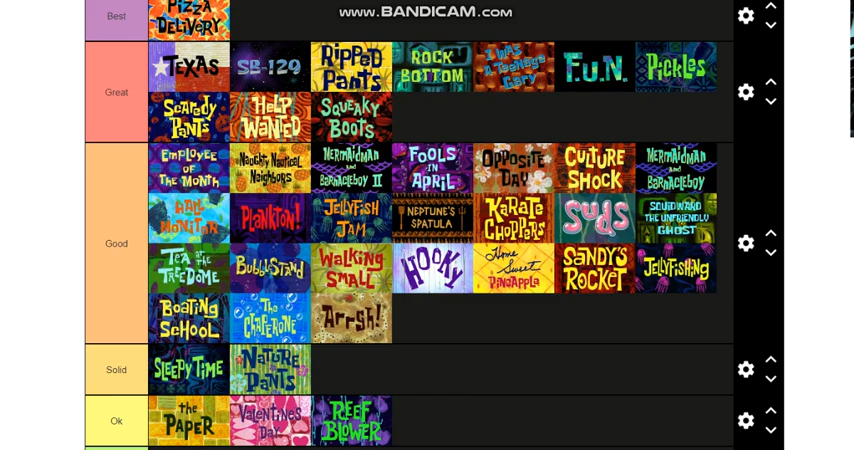 www.BANDICAM.com
Best
PIZZA
DELIVERY
Great
TEXAS
SB-129
RIPPED
PANTS
ROCK
BOTTOM
I WAS
A TEENAGE
GARY
F.U.N.
PICKLES
SCAREDY
PANTS
HELP
WANTED
SQUEAKY
BOOTS
Good
EMPLOYEE
OF THE MONTH
NAUGHTY NAUTICAL
NEIGHBORS
MERMAIDMAN
AND
BARNACLEBOY II
FOOLS
IN
APRIL
OPPOSITE
DAY
CULTURE
SHOCK
MERMAIDMAN
AND
BARNACLEBOY
HALL
MONITOR
PLANKTON!
JELLYFISH
JAM
NEPTUNE'S
SPATULA
KARATE
CHOPPERS
SUDS
SQUIDWARD
THE UNFRIENDLY
GHOST
TEA AT THE
TREEDOME
BUBBLESTAND
WALKING
SMALL
HOOKY
Home
Sweet
PINEAPPLE
SANDY'S
ROCKET
JELLYFISHING
BOATING
SCHOOL
THE
CHAPERONE
ARRGH!
Solid
SLEEPY TIME
NATURE
PANTS
Ok
the
PAPER
VALENTINES
DAY
REEF
BLOWER